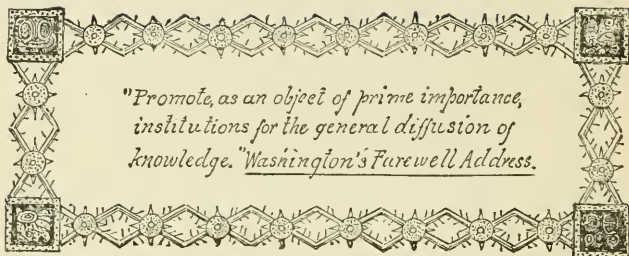 "Promote, as an object of prime importance,
institutions for the general diffusion of
knowledge." Washington's Farewell Address.